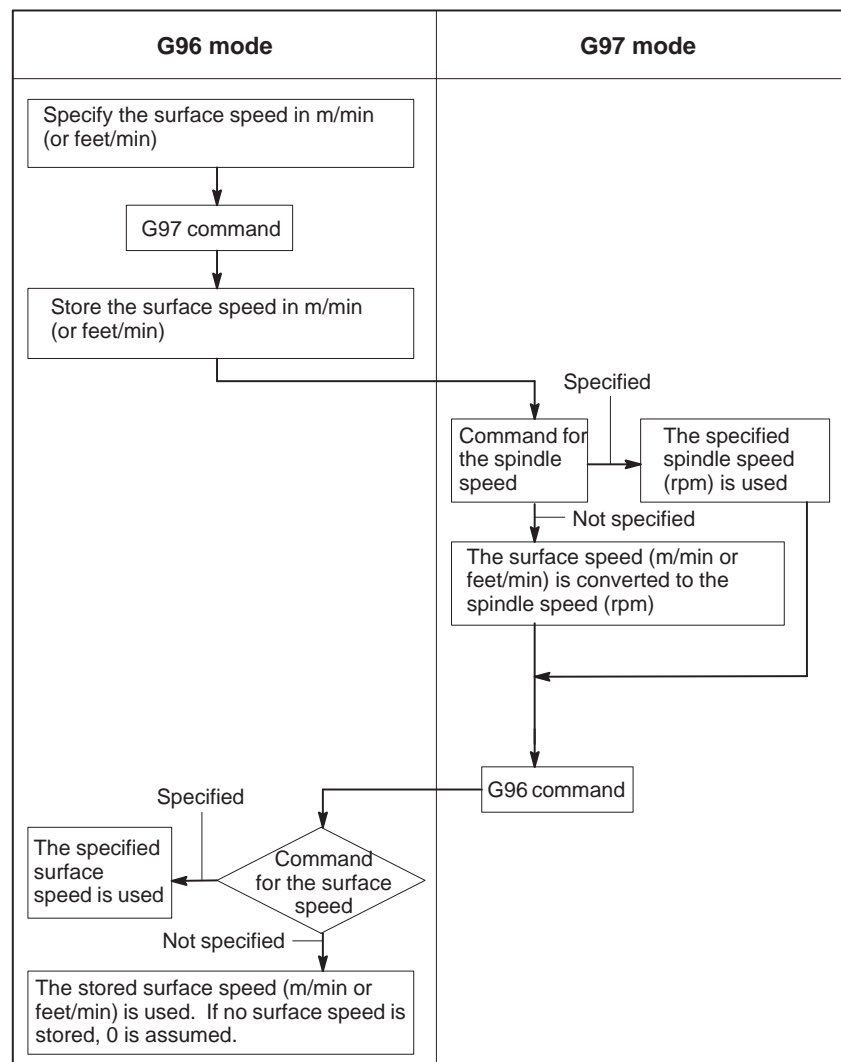 G96 mode
G97 mode
Specify the surface speed in m/min
(or feet/min)
G97 command
Store the surface speed in m/min
(or feet/min)
Specified
Command for
the spindle
speed
The specified
spindle speed
(rpm) is used
Not specified
The surface speed (m/min or
feet/min) is converted to the
spindle speed (rpm)
G96 command
Specified
Command
for the surface
speed
The specified
surface
speed is used
Not specified
The stored surface speed (m/min or
feet/min) is used. If no surface speed is
stored, 0 is assumed.